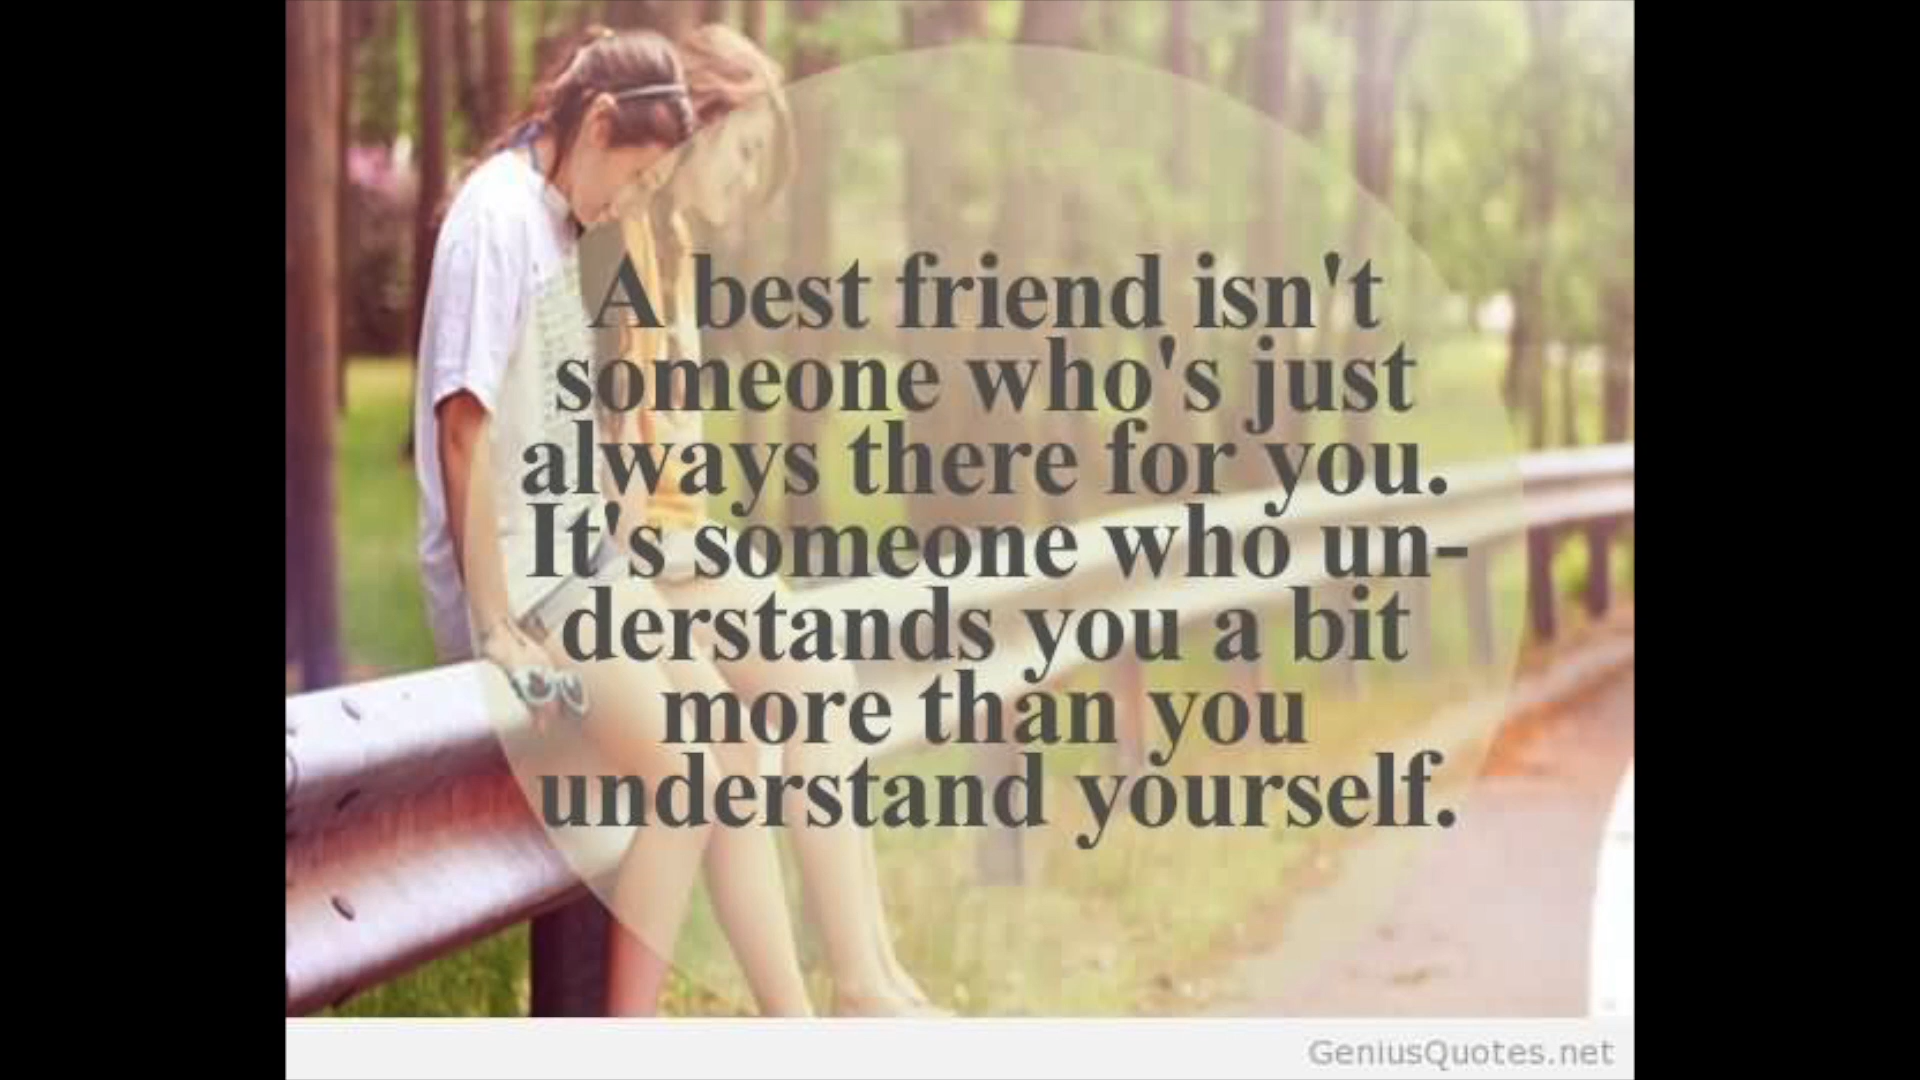 A best friend isn't
someone who's just
always there for you.
It's someone who un-
derstands you a bit
more than you
understand yourself.
GeniusQuotes.net